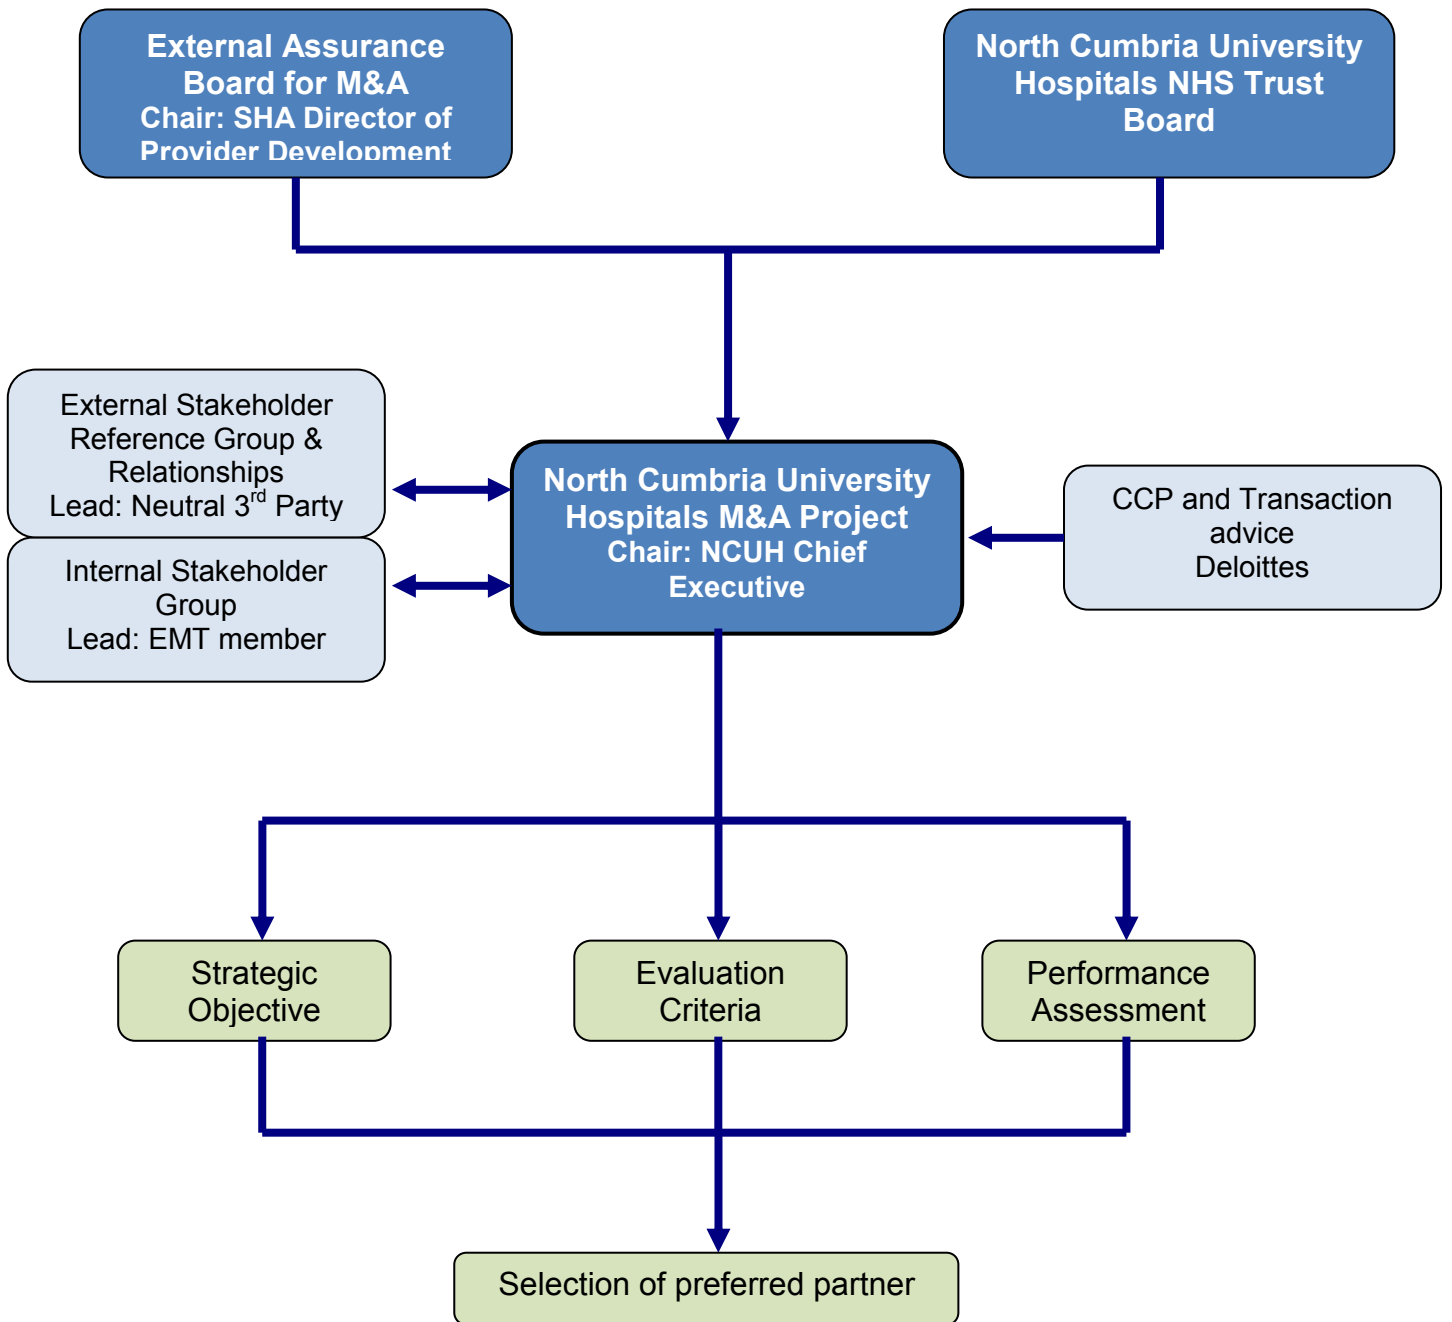 External Assurance
Board for M&A
Chair: SHA Director of
Provider Development
North Cumbria University
Hospitals NHS Trust
Board
External Stakeholder
Reference Group &
Relationships
Lead: Neutral 3rd Party
Internal Stakeholder
Group
Lead: EMT member
North Cumbria University
Hospitals M&A Project
Chair: NCUH Chief
Executive
CCP and Transaction
advice
Deloittes
Strategic
Objective
Evaluation
Criteria
Performance
Assessment
Selection of preferred partner